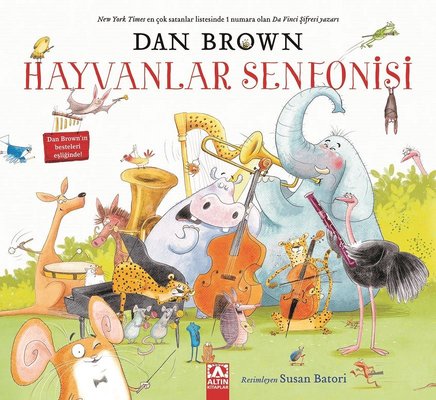 New York Times en çok satanlar listesinde 1 numara olan Da Vinci Şifresi yazarı
DAN BROWN
HAYVANLAR SENFONİSİ
Dan Brown'ın
besteleri
eşliğinde!
ALTIN
KİTAPLAR
Resimleyen Susan Batori